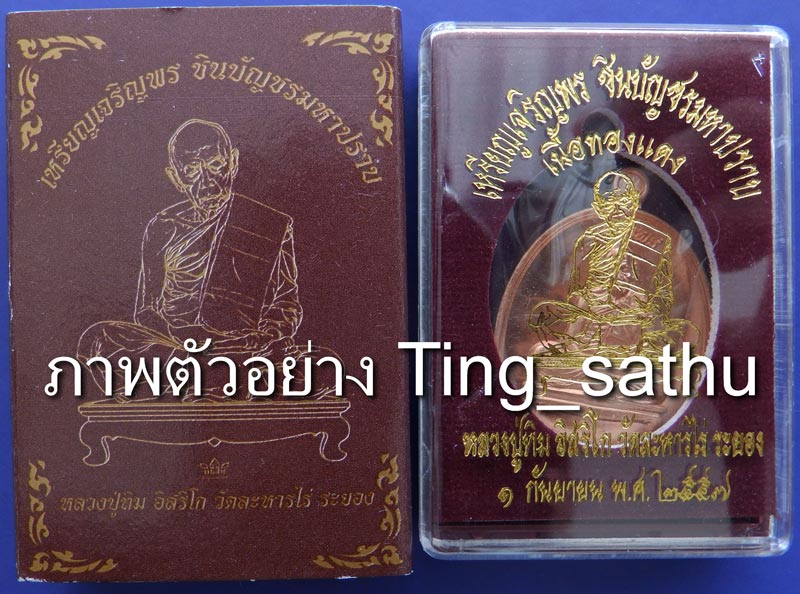 เหรียญเจริญพร ชินบัญชรมหาปราบ
หลวงปู่ทิม อิสริโก วัดละหารไร่ ระยอง
เหรียญเจริญพร ชินบัญชรมหาปราบ
เนื้อทองแดง
หลวงปู่ทิม อิสริโก วัดละหารไร่ ระยอง
๑ กันยายน พ.ศ. ๒๕๕๗
ภาพตัวอย่าง Ting_sathu